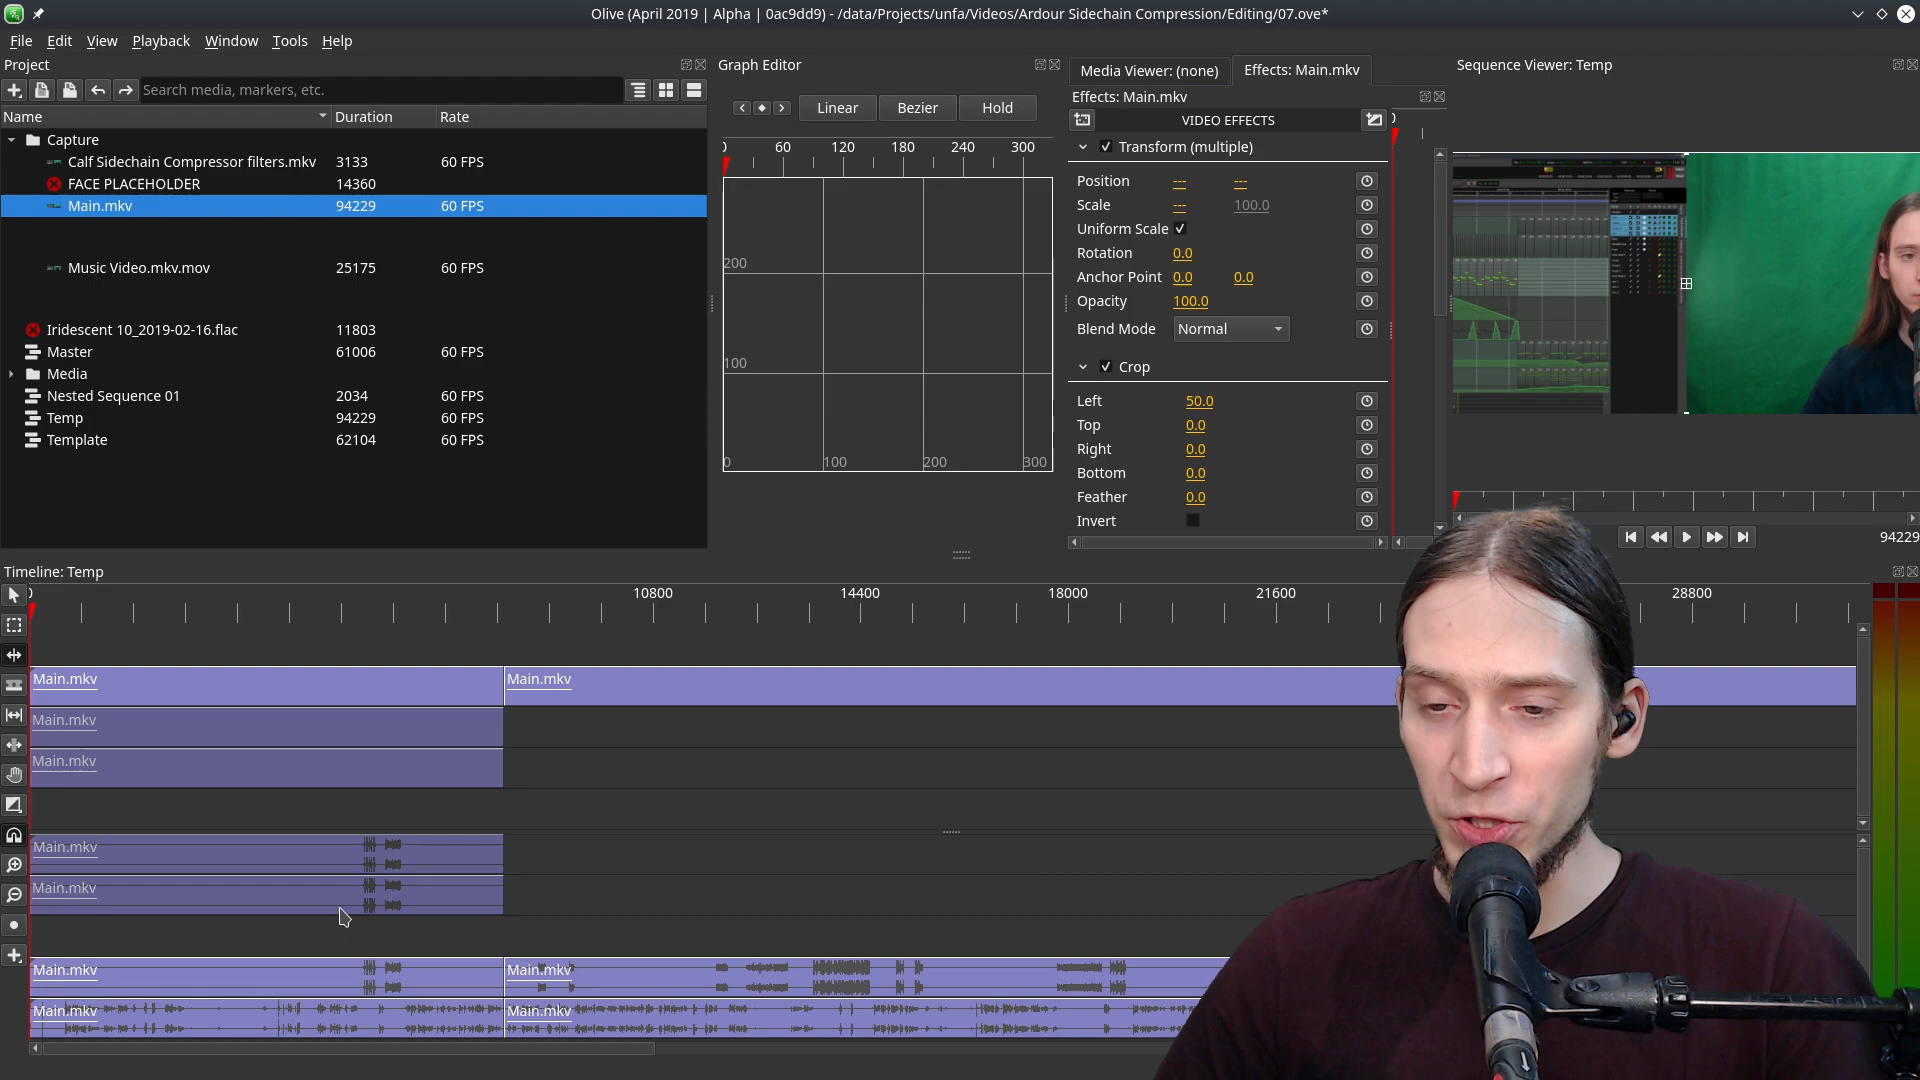 Olive (April 2019 | Alpha | 0ac9dd9) - /data/Projects/unfa/Videos/Ardour Sidechain Compression/Editing/07.ove*
File Edit View Playback Window Tools Help
Project
Search media, markers, etc.
Name Duration Rate
Capture
Calf Sidechain Compressor filters.mkv 3133 60 FPS
FACE PLACEHOLDER 14360
Main.mkv 94229 60 FPS
Music Video.mkv.mov 25175 60 FPS
Iridescent 10_2019-02-16.flac 11803
Master 61006 60 FPS
Media
Nested Sequence 01 2034 60 FPS
Temp 94229 60 FPS
Template 62104 60 FPS
Graph Editor
Linear Bezier Hold
60 120 180 240 300
200
100
0 100 200 300
Media Viewer: (none) Effects: Main.mkv
Effects: Main.mkv
VIDEO EFFECTS
Transform (multiple)
Position --- ---
Scale --- 100.0
Uniform Scale
Rotation 0.0
Anchor Point 0.0 0.0
Opacity 100.0
Blend Mode Normal
Crop
Left 50.0
Top 0.0
Right 0.0
Bottom 0.0
Feather 0.0
Invert
Sequence Viewer: Temp
94229
Timeline: Temp
10800 14400 18000 21600 28800
Main.mkv Main.mkv
Main.mkv
Main.mkv
Main.mkv
Main.mkv
Main.mkv Main.mkv
Main.mkv Main.mkv